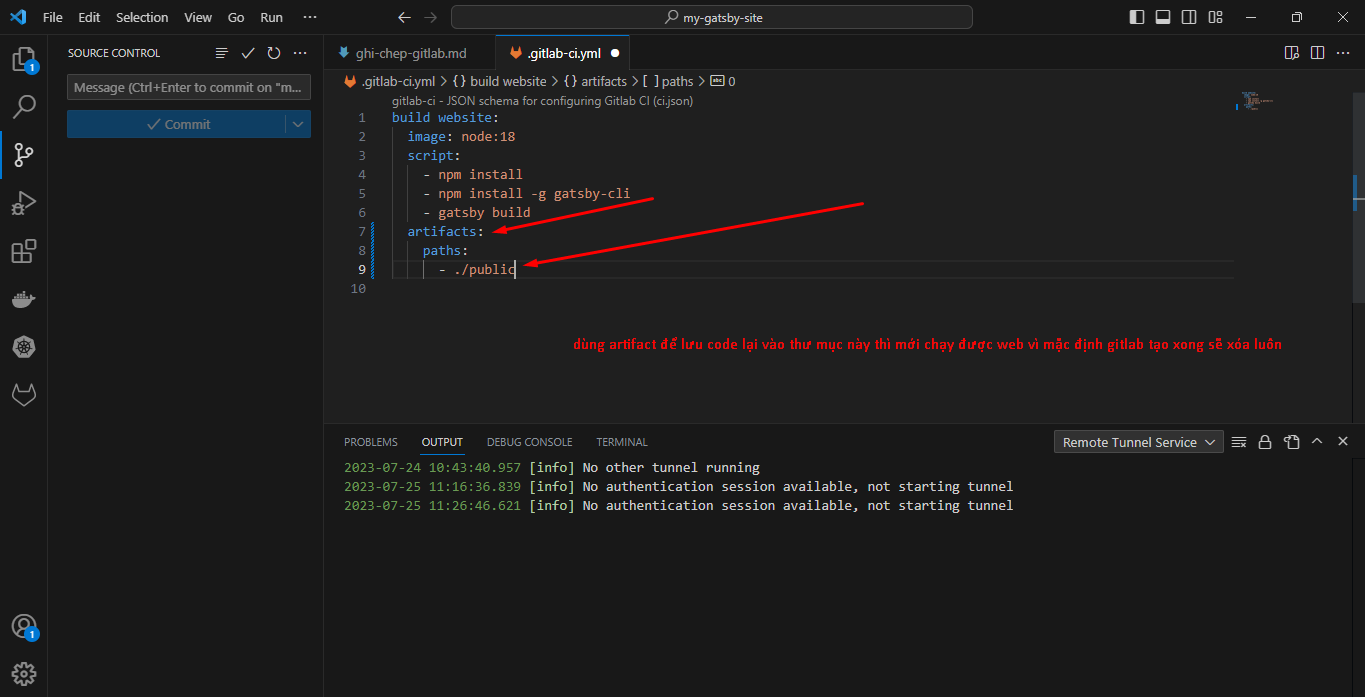 File Edit Selection View Go Run ··· my-gatsby-site
SOURCE CONTROL
Message (Ctrl+Enter to commit on "m...
Commit
1
1
ghi-chep-gitlab.md .gitlab-ci.yml
.gitlab-ci.yml > {} build website > {} artifacts > [ ] paths > abc 0
gitlab-ci - JSON schema for configuring Gitlab CI (ci.json)
1 build website:
2 image: node:18
3 script:
4 - npm install
5 - npm install -g gatsby-cli
6 - gatsby build
7 artifacts:
8 paths:
9 - ./public
10
dùng artifact để lưu code lại vào thư mục này thì mới chạy được web vì mặc định gitlab tạo xong sẽ xóa luôn
PROBLEMS OUTPUT DEBUG CONSOLE TERMINAL Remote Tunnel Service
2023-07-24 10:43:40.957 [info] No other tunnel running
2023-07-25 11:16:36.839 [info] No authentication session available, not starting tunnel
2023-07-25 11:26:46.621 [info] No authentication session available, not starting tunnel